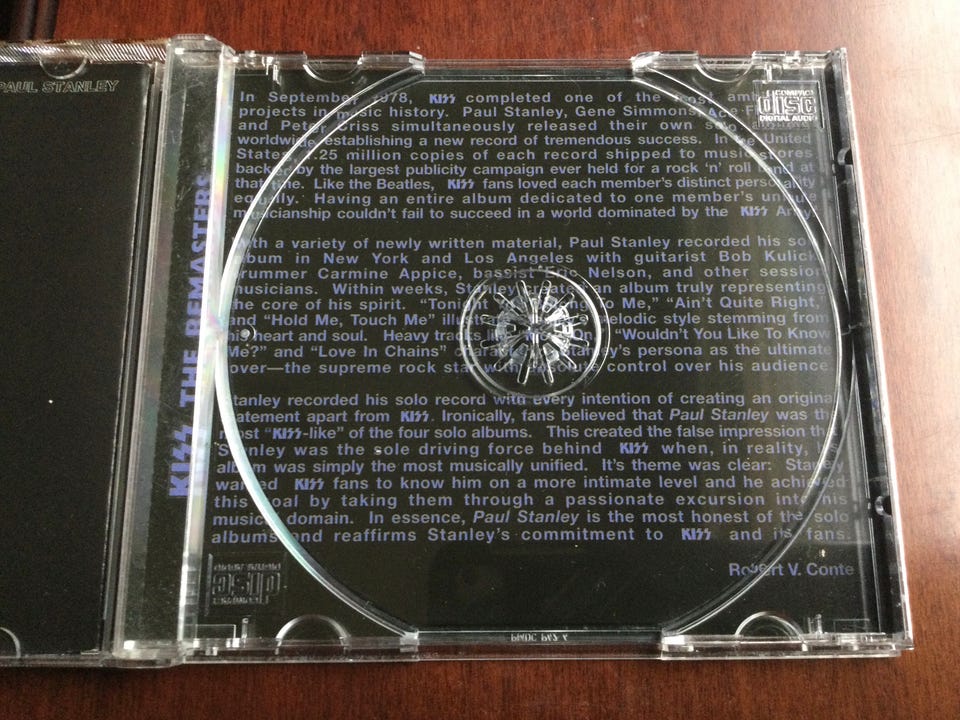 PAUL STANLEY
KISS THE REMASTERS
In September 1978, KISS completed one of the most
projects in music history. Paul Stanley, Gene Simmons, Ace
and Peter Criss simultaneously released their own solo
worldwide, establishing a new record of tremendous success. In the United
States 1.25 million copies of each record shipped to music stores
backed by the largest publicity campaign ever held for a rock 'n' roll band at
that time. Like the Beatles, KISS fans loved each member's distinct personality
equally. Having an entire album dedicated to one member's unique
musicianship couldn't fail to succeed in a world dominated by the KISS Army.
With a variety of newly written material, Paul Stanley recorded his solo
album in New York and Los Angeles with guitarist Bob Kulick,
drummer Carmine Appice, bassist Eric Nelson, and other session
musicians. Within weeks, Stanley created an album truly representing
the core of his spirit. “Tonight You Belong To Me,” “Ain't Quite Right,”
and “Hold Me, Touch Me” melodic style stemming from
his heart and soul. Heavy tracks “Wouldn't You Like To Know
Me?” and “Love In Chains” Stanley's persona as the ultimate
lover—the supreme rock star with absolute control over his audience.
Stanley recorded his solo record with every intention of creating an original
statement apart from KISS. Ironically, fans believed that Paul Stanley was the
most “KISS-like” of the four solo albums. This created the false impression that
Stanley was the sole driving force behind KISS when, in reality,
album was simply the most musically unified. It's theme was clear: Stanley
wanted KISS fans to know him on a more intimate level and he achieved
this goal by taking them through a passionate excursion into his
musical domain. In essence, Paul Stanley is the most honest of the solo
albums and reaffirms Stanley's commitment to KISS and its fans.
Robert V. Conte
COMPACT
disc
DIGITAL AUDIO
COMPACT
disc
DIGITAL AUDIO